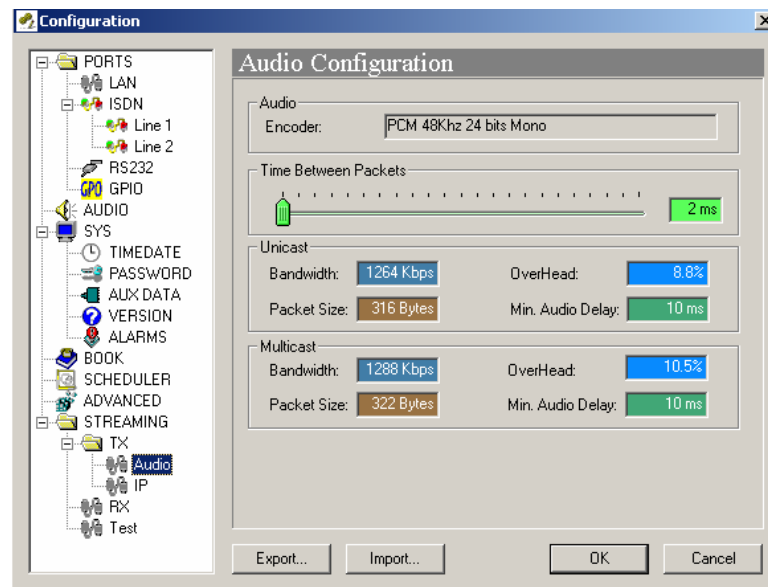 Configuration
PORTS
LAN
ISDN
Line 1
Line 2
RS232
GPO GPIO
AUDIO
SYS
TIMEDATE
PASSWORD
AUX DATA
VERSION
ALARMS
BOOK
SCHEDULER
ADVANCED
STREAMING
TX
Audio
IP
RX
Test
Audio Configuration
Audio
Encoder: PCM 48Khz 24 bits Mono
Time Between Packets
2 ms
Unicast
Bandwidth: 1264 Kbps OverHead: 8.8%
Packet Size: 316 Bytes Min. Audio Delay: 10 ms
Multicast
Bandwidth: 1288 Kbps OverHead: 10.5%
Packet Size: 322 Bytes Min. Audio Delay: 10 ms
Export... Import... OK Cancel